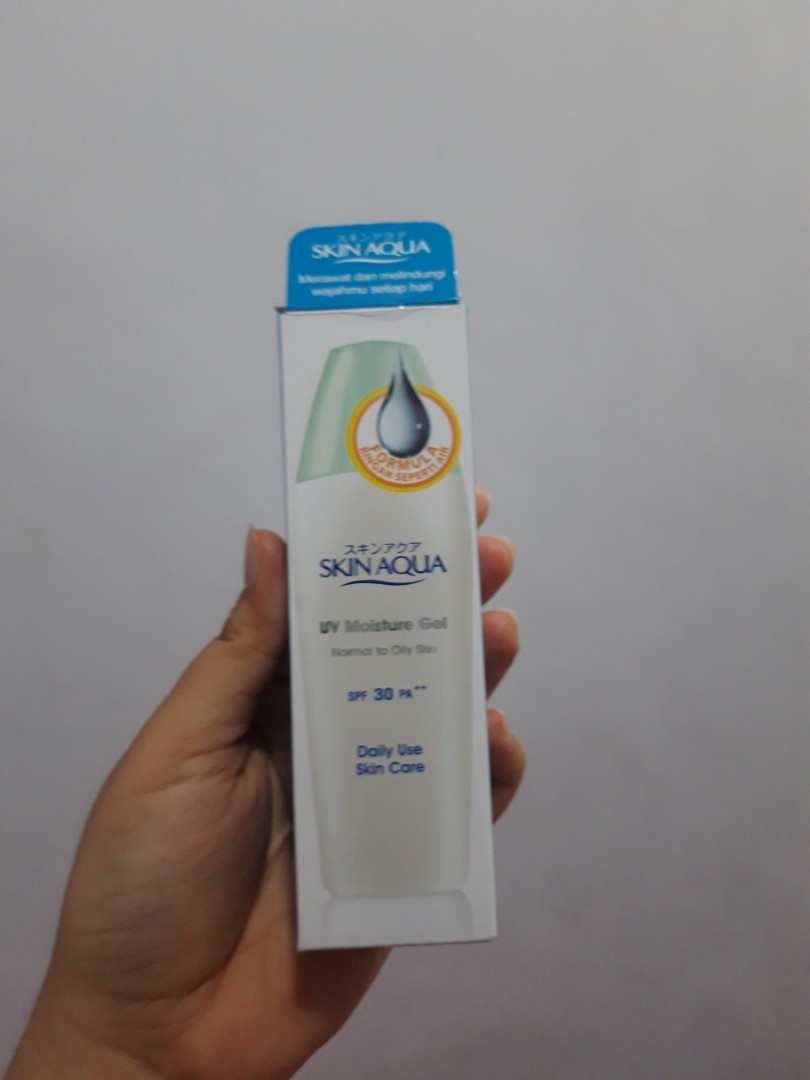 スキンアクア
SKIN AQUA
Merawat dan melindungi
wajahmu setiap hari
FORMULA
RINGAN SEPERTI AIR
スキンアクア
SKIN AQUA
UV Moisture Gel
Normal to Oily Skin
SPF 30 PA++
Daily Use
Skin Care